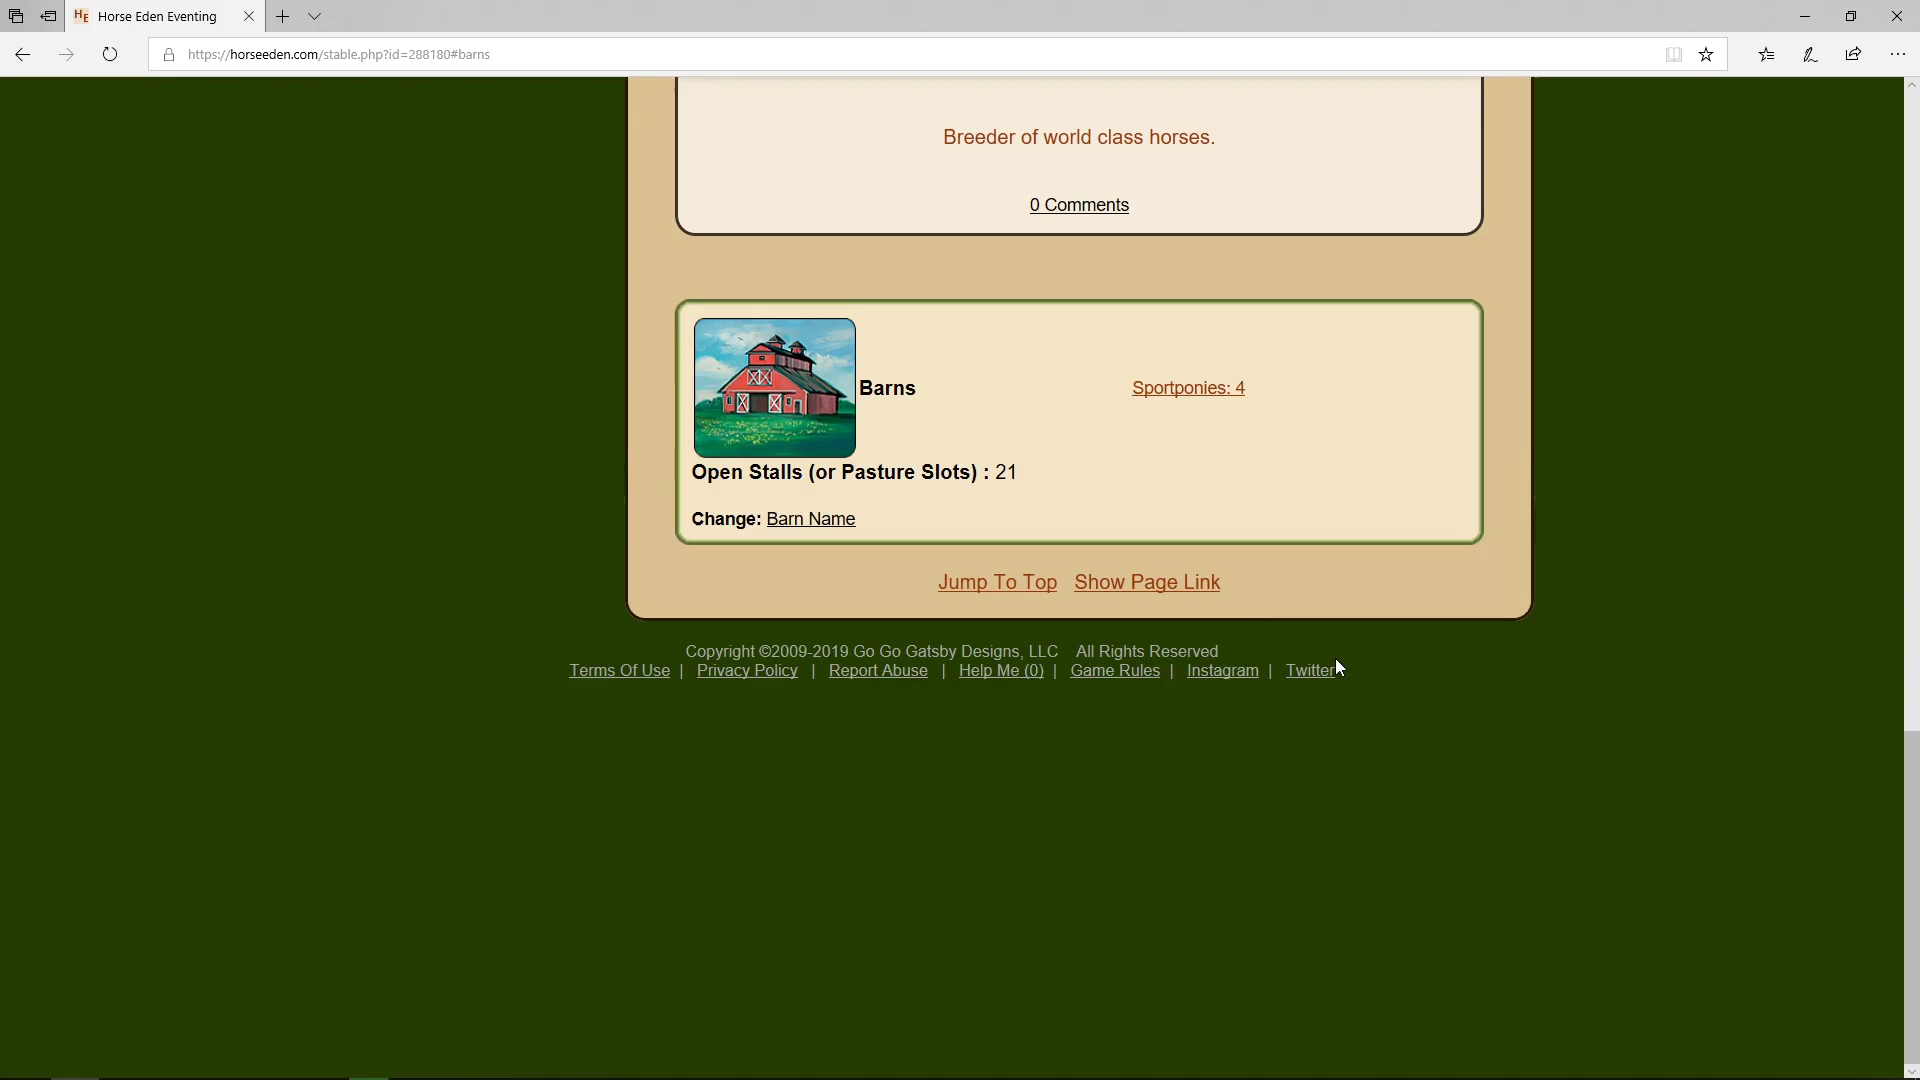 HE Horse Eden Eventing
https://horseeden.com/stable.php?id=288180#barns
Breeder of world class horses.
0 Comments
Barns
Sportponies: 4
Open Stalls (or Pasture Slots) : 21
Change: Barn Name
Jump To Top Show Page Link
Copyright ©2009-2019 Go Go Gatsby Designs, LLC All Rights Reserved
Terms Of Use | Privacy Policy | Report Abuse | Help Me (0) | Game Rules | Instagram | Twitter